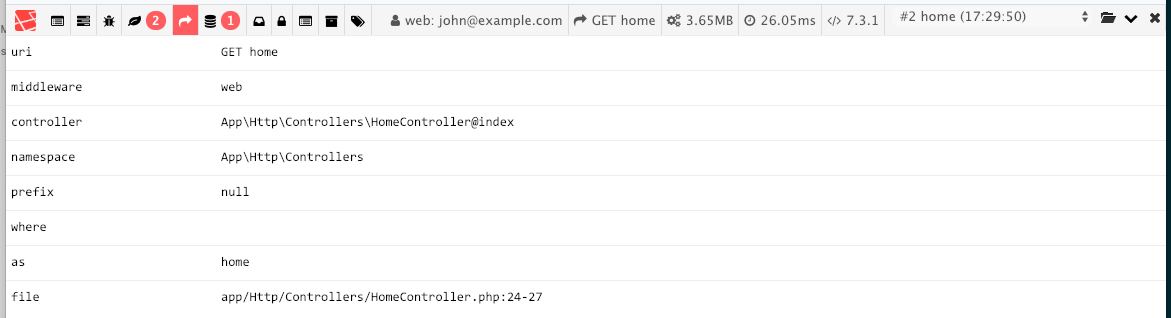 2 1 web: john@example.com GET home 3.65MB 26.05ms </> 7.3.1 #2 home (17:29:50)
uri GET home
middleware web
controller App\Http\Controllers\HomeController@index
namespace App\Http\Controllers
prefix null
where
as home
file app/Http/Controllers/HomeController.php:24-27